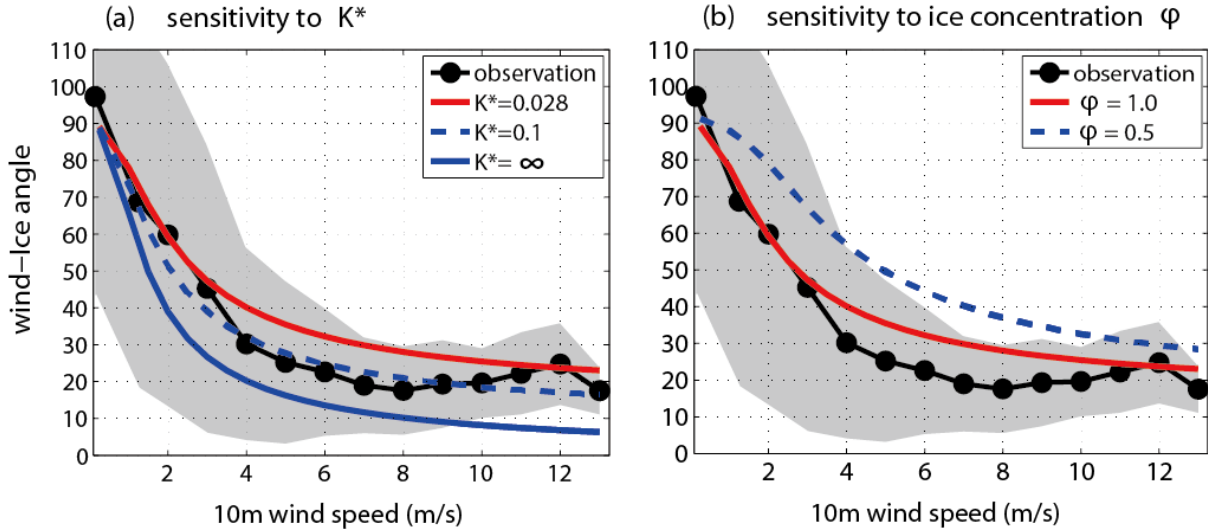 (a) sensitivity to K*
110
100
90
80
70
60
50
40
30
20
10
0
wind–Ice angle
observation
K*=0.028
K*=0.1
K*= ∞
2 4 6 8 10 12
10m wind speed (m/s)
(b) sensitivity to ice concentration φ
110
100
90
80
70
60
50
40
30
20
10
0
observation
φ = 1.0
φ = 0.5
2 4 6 8 10 12
10m wind speed (m/s)